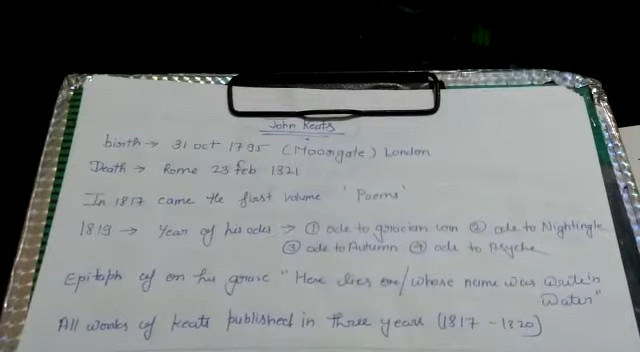 John Keats
birth → 31 oct 1795 (Moorgate) London
Death → Rome 23 feb 1821
In 1817 came the first volume 'Poems'
1819 → Year of his odes → ① ode to gracian urn ② ode to Nightingle
③ ode to Autumn ④ ode to Psyche
Epitaph of on his grave "Here lies one/whose name was write'n
Water"
All works of Keats published in three years (1817 - 1820)